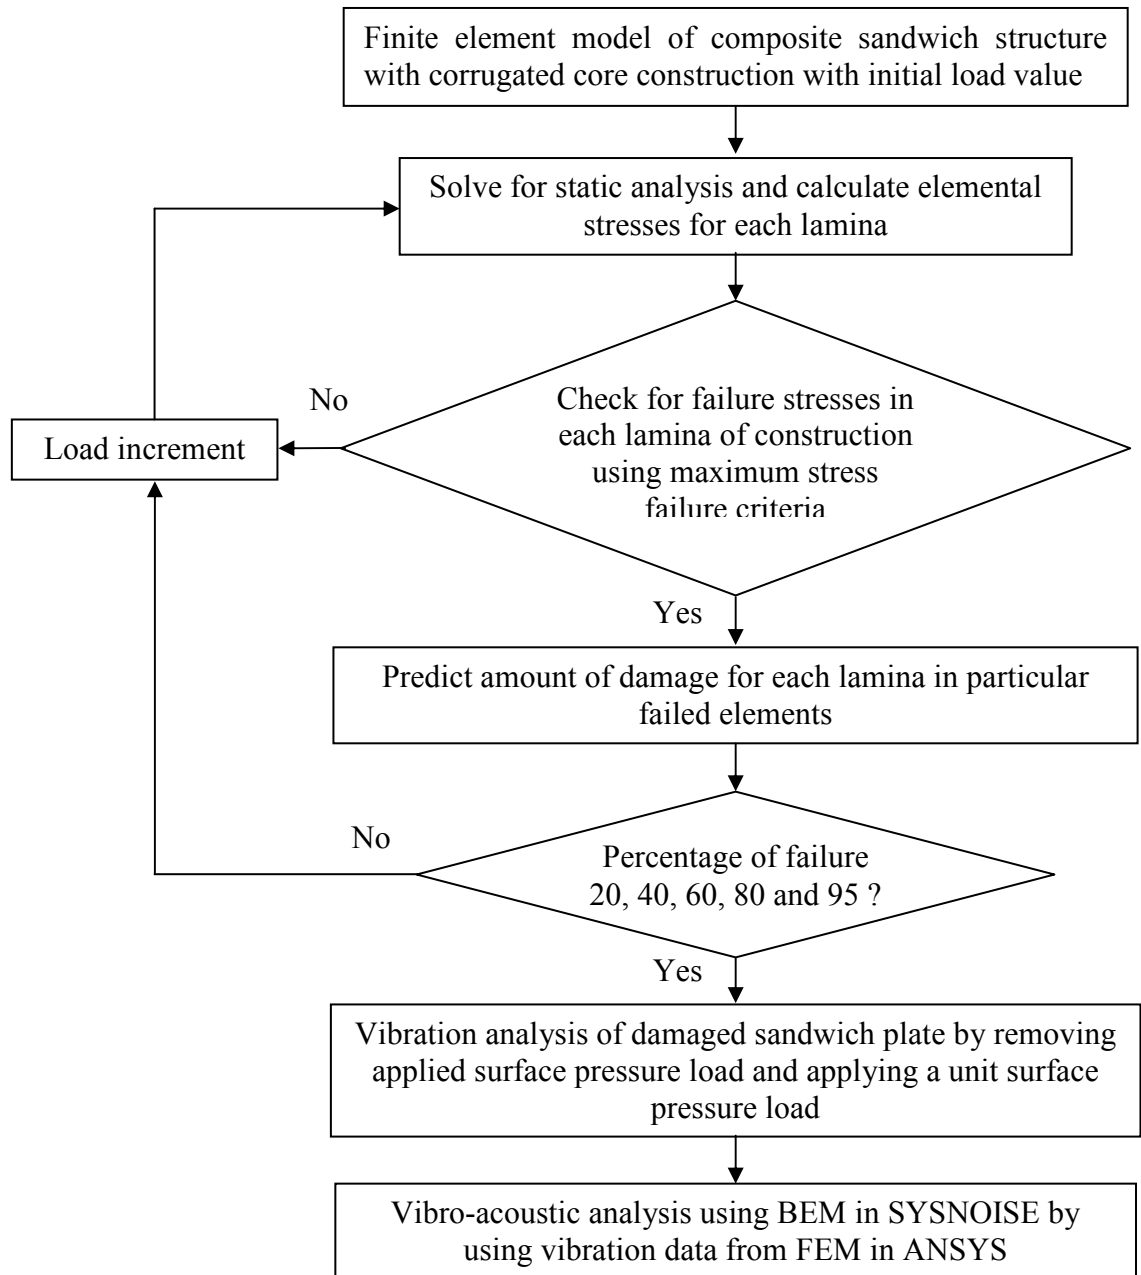 Finite element model of composite sandwich structure
with corrugated core construction with initial load value
Solve for static analysis and calculate elemental
stresses for each lamina
No
Check for failure stresses in
each lamina of construction
using maximum stress
failure criteria
Load increment
Yes
Predict amount of damage for each lamina in particular
failed elements
No
Percentage of failure
20, 40, 60, 80 and 95 ?
Yes
Vibration analysis of damaged sandwich plate by removing
applied surface pressure load and applying a unit surface
pressure load
Vibro-acoustic analysis using BEM in SYSNOISE by
using vibration data from FEM in ANSYS